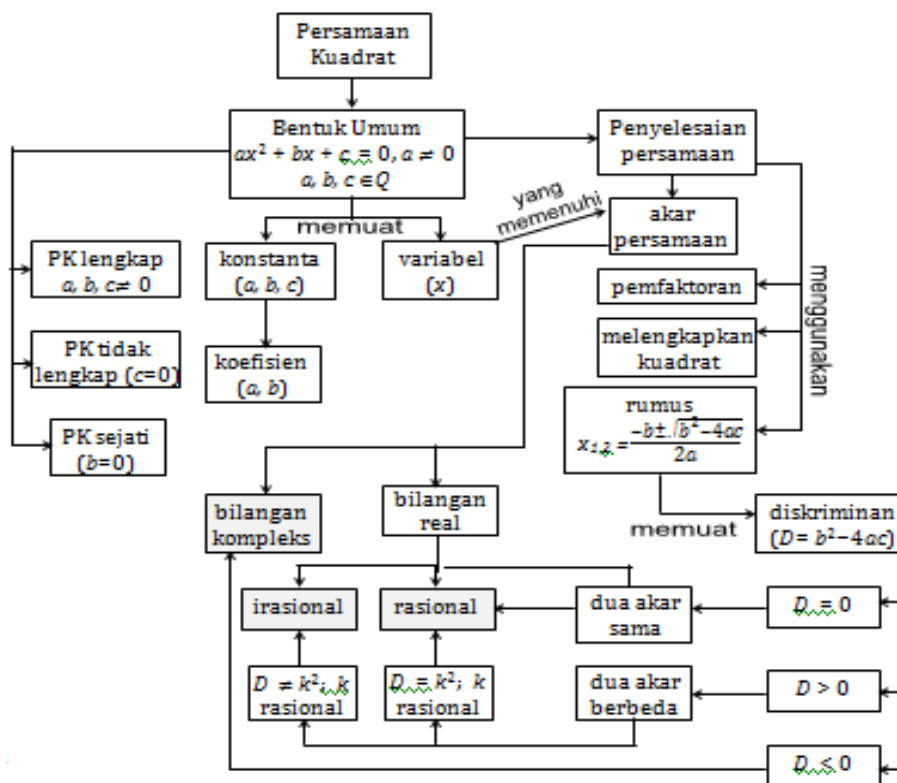 Persamaan
Kuadrat
Bentuk Umum
ax² + bx + c = 0, a ≠ 0
a, b, c ∈ Q
Penyelesaian
persamaan
memuat
yang
memenuhi
akar
persamaan
PK lengkap
a, b, c ≠ 0
konstanta
(a, b, c)
variabel
(x)
menggunakan
pemfaktoran
PK tidak
lengkap (c=0)
koefisien
(a, b)
melengkapkan
kuadrat
PK sejati
(b=0)
rumus
x₁,₂ = (-b±√(b²-4ac))/2a
bilangan
kompleks
bilangan
real
memuat
diskriminan
(D= b²-4ac)
irasional
rasional
dua akar
sama
D = 0
D ≠ k²; k
rasional
D = k²; k
rasional
dua akar
berbeda
D > 0
D < 0